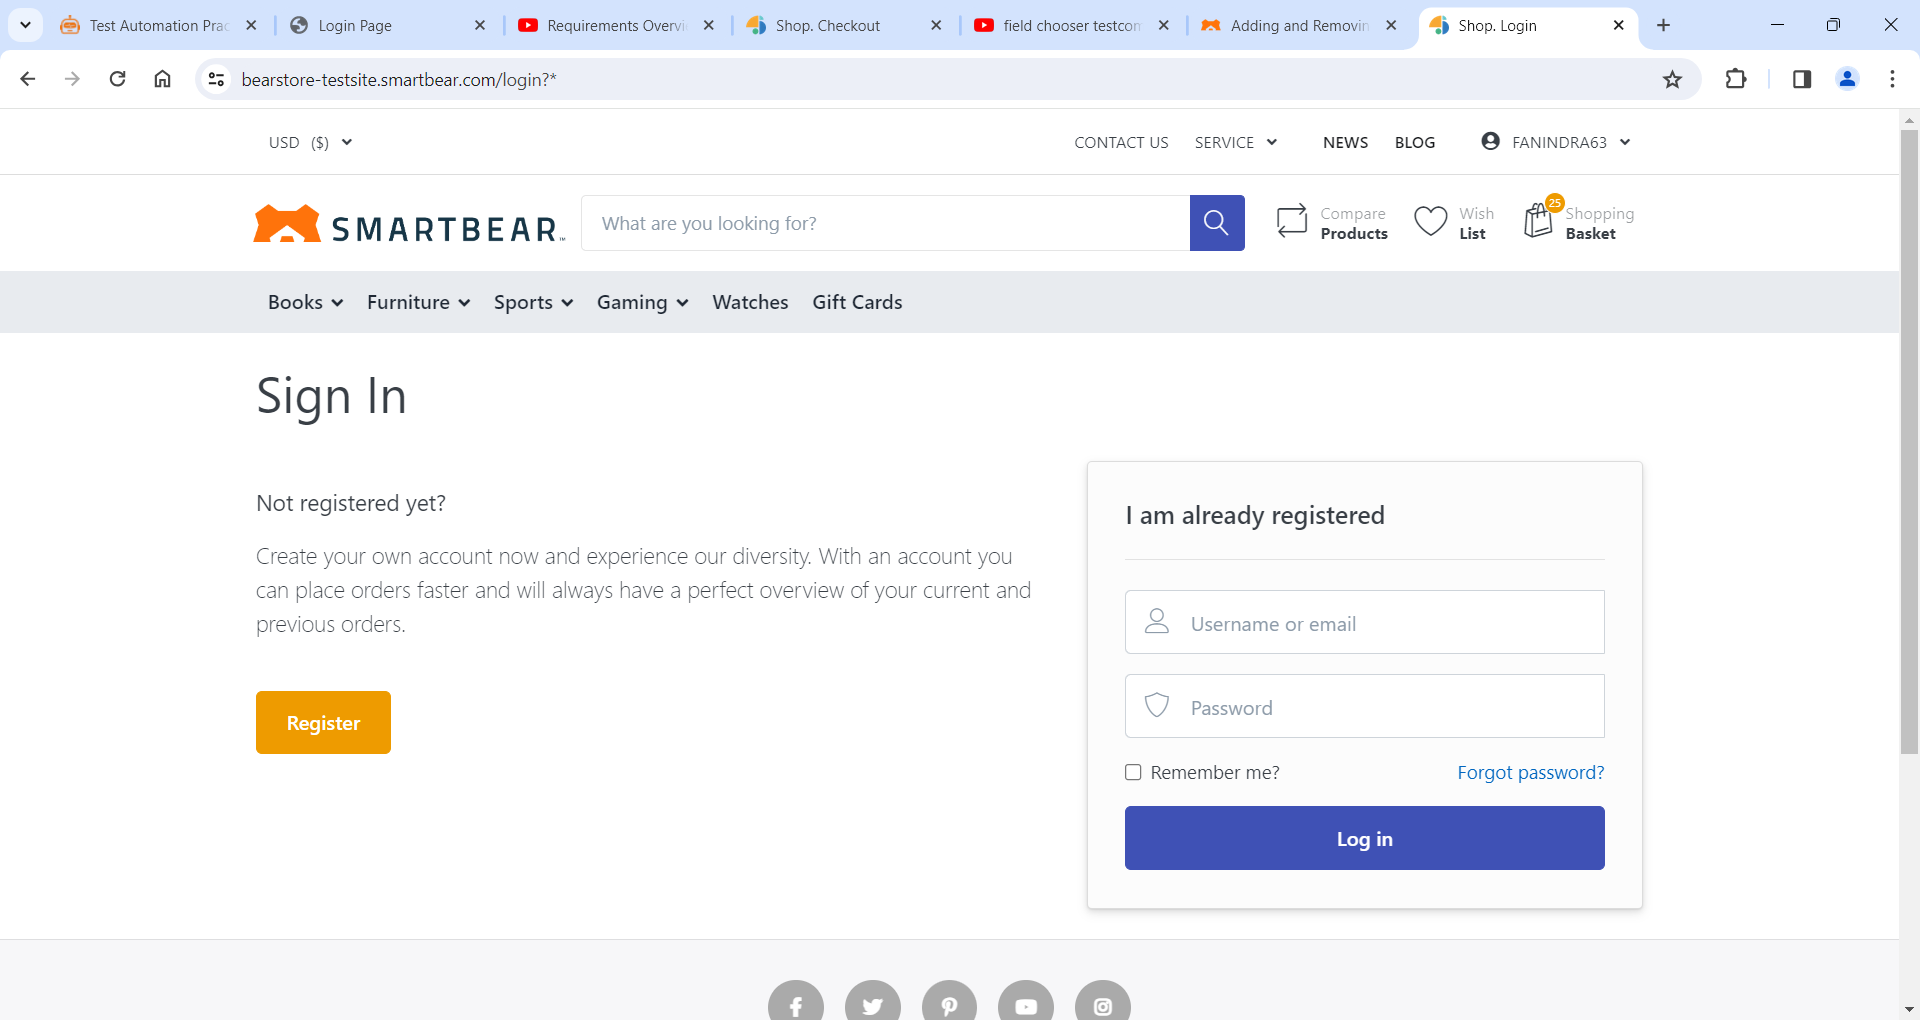 Test Automation Prac
Login Page
Requirements Overvi
Shop. Checkout
field chooser testcom
Adding and Removin
Shop. Login
bearstore-testsite.smartbear.com/login?*
USD ($)
CONTACT US
SERVICE
NEWS
BLOG
FANINDRA63
SMARTBEAR™
What are you looking for?
Compare
Products
Wish
List
25
Shopping
Basket
Books
Furniture
Sports
Gaming
Watches
Gift Cards
Sign In
Not registered yet?
Create your own account now and experience our diversity. With an account you
can place orders faster and will always have a perfect overview of your current and
previous orders.
Register
I am already registered
Username or email
Password
Remember me?
Forgot password?
Log in